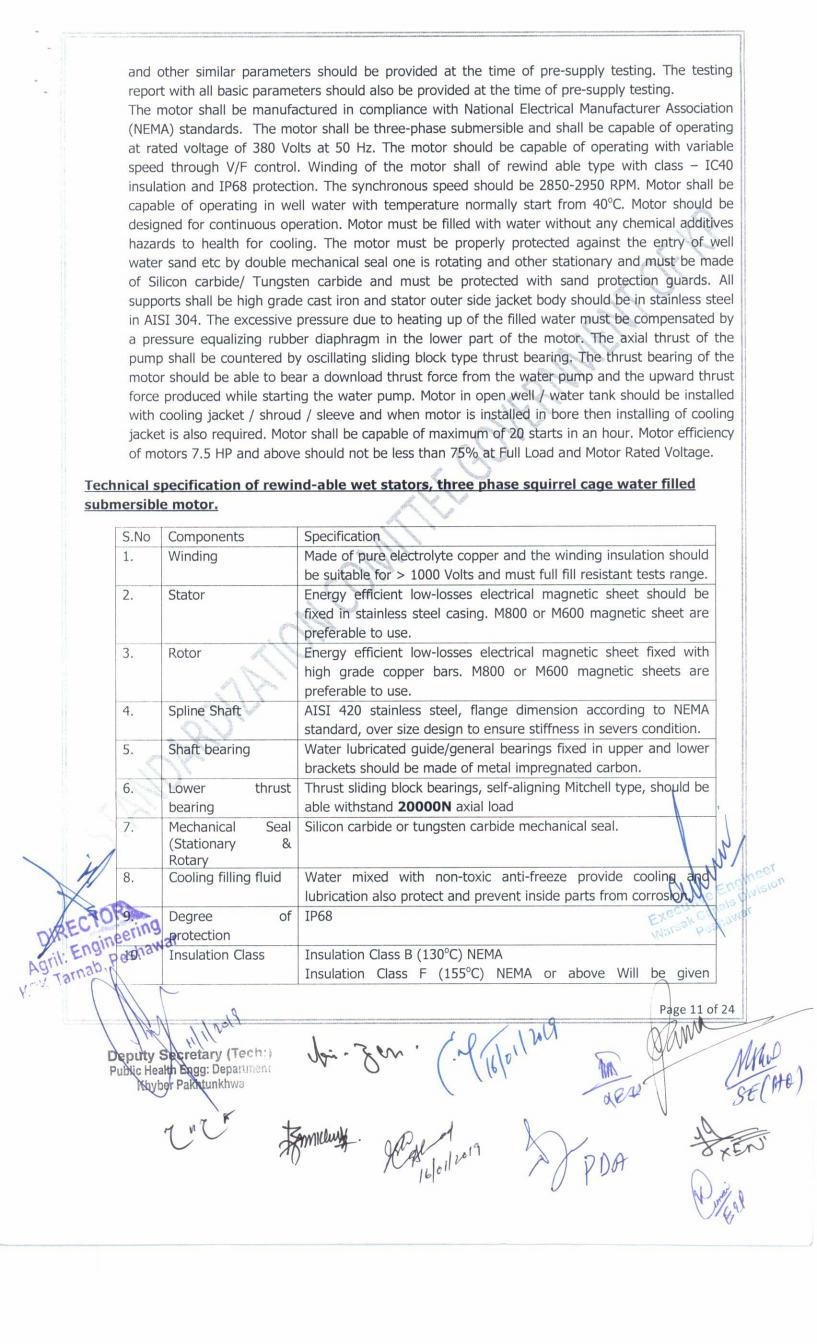 and other similar parameters should be provided at the time of pre-supply testing. The testing
report with all basic parameters should also be provided at the time of pre-supply testing.
The motor shall be manufactured in compliance with National Electrical Manufacturer Association
(NEMA) standards. The motor shall be three-phase submersible and shall be capable of operating
at rated voltage of 380 Volts at 50 Hz. The motor should be capable of operating with variable
speed through V/F control. Winding of the motor shall of rewind able type with class – IC40
insulation and IP68 protection. The synchronous speed should be 2850-2950 RPM. Motor shall be
capable of operating in well water with temperature normally start from 40°C. Motor should be
designed for continuous operation. Motor must be filled with water without any chemical additives
hazards to health for cooling. The motor must be properly protected against the entry of well
water sand etc by double mechanical seal one is rotating and other stationary and must be made
of Silicon carbide/ Tungsten carbide and must be protected with sand protection guards. All
supports shall be high grade cast iron and stator outer side jacket body should be in stainless steel
in AISI 304. The excessive pressure due to heating up of the filled water must be compensated by
a pressure equalizing rubber diaphragm in the lower part of the motor. The axial thrust of the
pump shall be countered by oscillating sliding block type thrust bearing. The thrust bearing of the
motor should be able to bear a download thrust force from the water pump and the upward thrust
force produced while starting the water pump. Motor in open well / water tank should be installed
with cooling jacket / shroud / sleeve and when motor is installed in bore then installing of cooling
jacket is also required. Motor shall be capable of maximum of 20 starts in an hour. Motor efficiency
of motors 7.5 HP and above should not be less than 75% at Full Load and Motor Rated Voltage.
Technical specification of rewind-able wet stators, three phase squirrel cage water filled
submersible motor.
S.No Components Specification
1. Winding Made of pure electrolyte copper and the winding insulation should
be suitable for > 1000 Volts and must full fill resistant tests range.
2. Stator Energy efficient low-losses electrical magnetic sheet should be
fixed in stainless steel casing. M800 or M600 magnetic sheet are
preferable to use.
3. Rotor Energy efficient low-losses electrical magnetic sheet fixed with
high grade copper bars. M800 or M600 magnetic sheets are
preferable to use.
4. Spline Shaft AISI 420 stainless steel, flange dimension according to NEMA
standard, over size design to ensure stiffness in severs condition.
5. Shaft bearing Water lubricated guide/general bearings fixed in upper and lower
brackets should be made of metal impregnated carbon.
6. Lower thrust Thrust sliding block bearings, self-aligning Mitchell type, should be
bearing able withstand 20000N axial load
7. Mechanical Seal Silicon carbide or tungsten carbide mechanical seal.
(Stationary &
Rotary
8. Cooling filling fluid Water mixed with non-toxic anti-freeze provide cooling and
lubrication also protect and prevent inside parts from corrosion.
9. Degree of IP68
protection
10. Insulation Class Insulation Class B (130°C) NEMA
Insulation Class F (155°C) NEMA or above Will be given
STANDARDIZATION COMITTEE GOVERNMENT OF KP
DIRECTOR
Agril: Engineering
Tarnab, Peshawar
Executive Engineer
Warsak Canals Division
Peshawar
Page 11 of 24
11/1/2019
Deputy Secretary (Tech:)
Public Health Engg: Department
Khyber Pakhtunkhwa
16/01/2019
SE(HQ)
16/01/2019
PDA
XEN